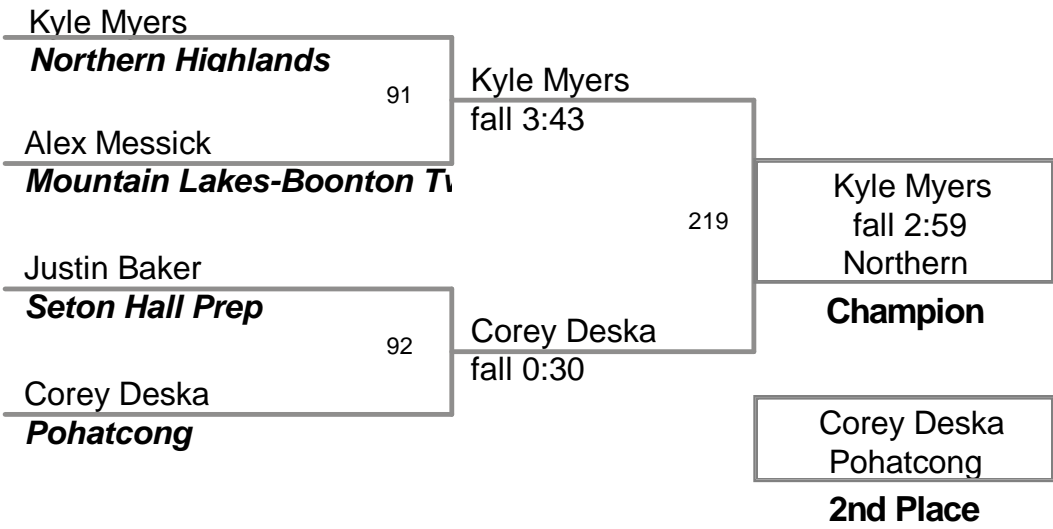 Kyle Myers
Northern Highlands
91
Alex Messick
Mountain Lakes-Boonton
Justin Baker
Seton Hall Prep
92
Corey Deska
Pohatcong
Kyle Myers
fall 3:43
219
Corey Deska
fall 0:30
Kyle Myers
fall 2:59
Northern
Champion
Corey Deska
Pohatcong
2nd Place